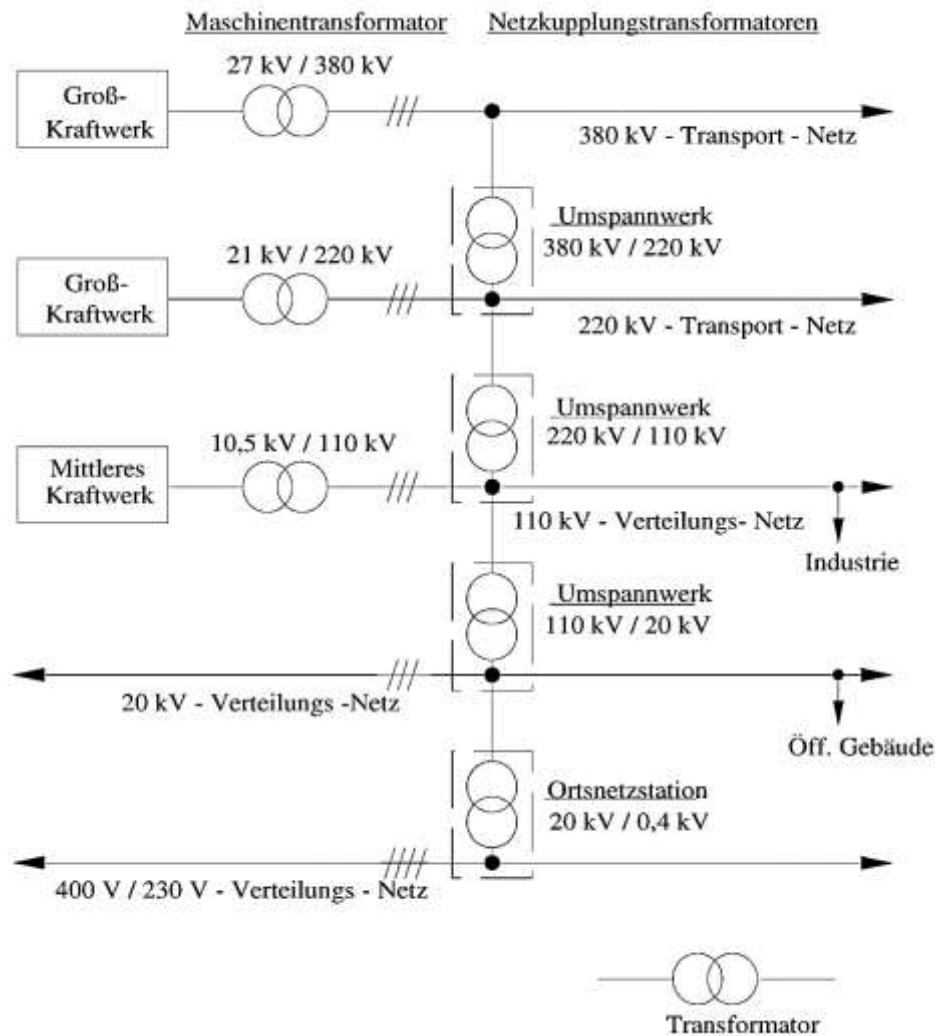 Maschinentransformator
Netzkupplungstransformatoren
27 kV / 380 kV
Groß-
Kraftwerk
380 kV - Transport - Netz
Umspannwerk
380 kV / 220 kV
21 kV / 220 kV
Groß-
Kraftwerk
220 kV - Transport - Netz
Umspannwerk
220 kV / 110 kV
10,5 kV / 110 kV
Mittleres
Kraftwerk
110 kV - Verteilungs- Netz
Industrie
Umspannwerk
110 kV / 20 kV
20 kV - Verteilungs -Netz
Öff. Gebäude
Ortsnetzstation
20 kV / 0,4 kV
400 V / 230 V - Verteilungs - Netz
Transformator